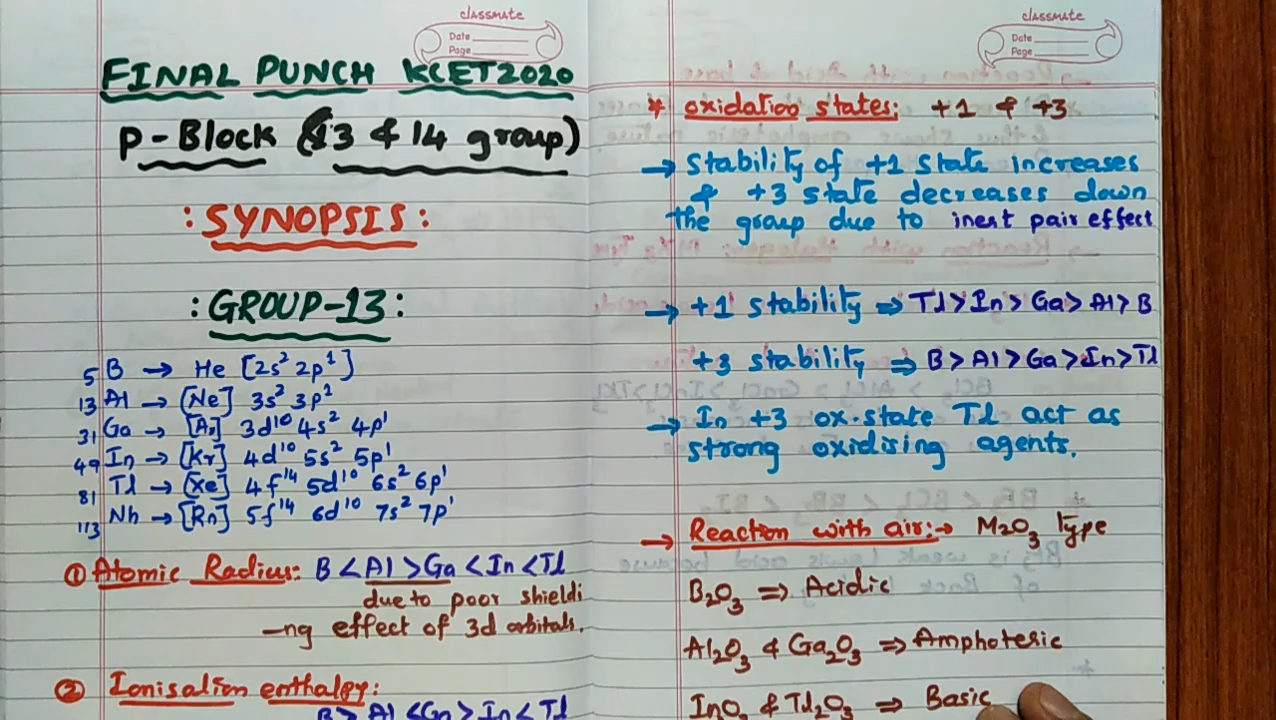 classmate
Date
Page
FINAL PUNCH KCET2020
p-Block (13 & 14 group)
: SYNOPSIS :
: GROUP-13 :
5B → He [2s² 2p¹]
13Al → [Ne] 3s² 3p¹
31Ga → [Ar] 3d¹⁰ 4s² 4p¹
49In → [Kr] 4d¹⁰ 5s² 5p¹
81Tl → [Xe] 4f¹⁴ 5d¹⁰ 6s² 6p¹
113Nh → [Rn] 5f¹⁴ 6d¹⁰ 7s² 7p¹
① Atomic Radius: B < Al > Ga < In < Tl
due to poor shieldi
-ng effect of 3d orbitals.
② Ionisation enthalpy:
B > Al < Ga > In < Tl
classmate
Date
Page
* oxidation states: +1 & +3
→ Stability of +1 state increases
& +3 state decreases down
the group due to inert pair effect
→ +1 stability ⇒ Tl > In > Ga > Al > B
+3 stability ⇒ B > Al > Ga > In > Tl
→ In +3 ox. state Tl act as
strong oxidising agents.
→ Reaction with air:→ M₂O₃ type
B₂O₃ ⇒ Acidic
Al₂O₃ & Ga₂O₃ ⇒ Amphoteric
InO₃ & Tl₂O₃ ⇒ Basic